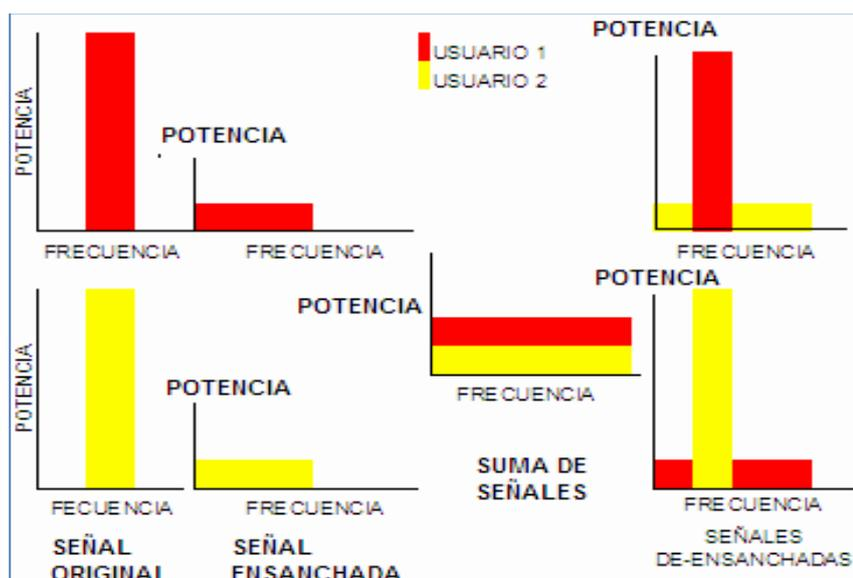 POTENCIA
USUARIO 1
USUARIO 2
POTENCIA
POTENCIA
FRECUENCIA
FRECUENCIA
FRECUENCIA
POTENCIA
POTENCIA
POTENCIA
POTENCIA
FRECUENCIA
FECUENCIA
FRECUENCIA
FRECUENCIA
SUMA DE
SEÑALES
SEÑAL
ORIGINAL
SEÑAL
ENSANCHADA
SEÑALES
DE-ENSANCHADAS